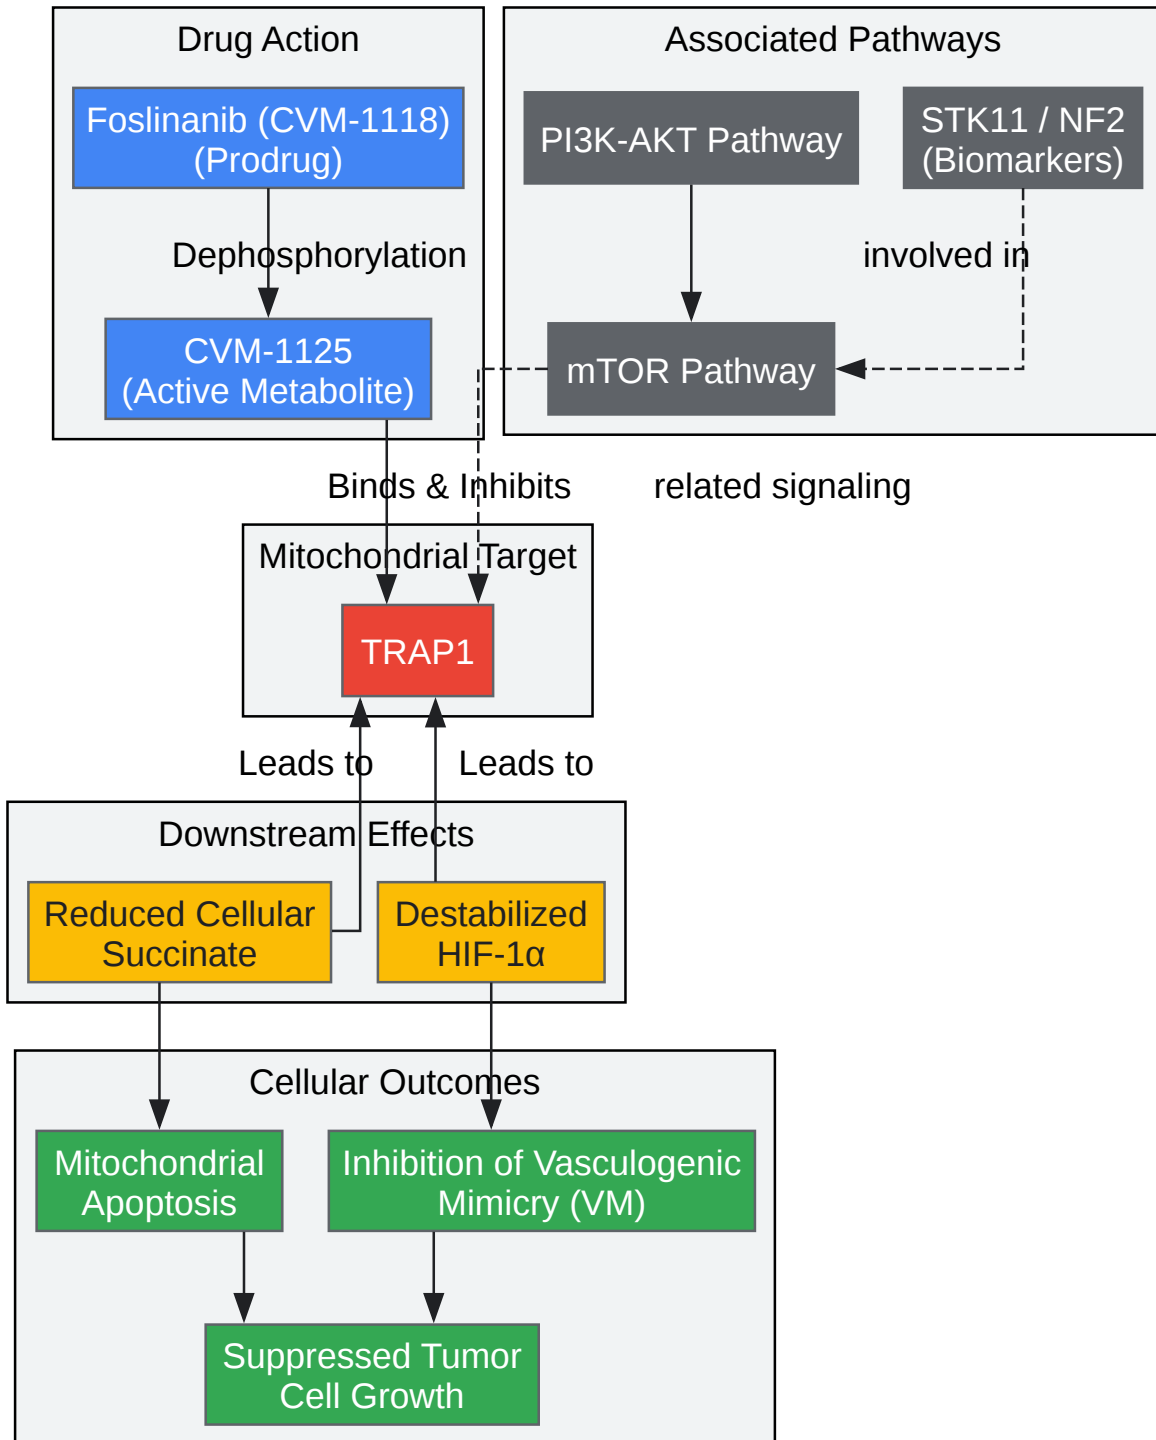 Drug Action
Foslinanib (CVM-1118)
(Prodrug)
Dephosphorylation
CVM-1125
(Active Metabolite)
Associated Pathways
PI3K-AKT Pathway
STK11 / NF2
(Biomarkers)
involved in
mTOR Pathway
Binds & Inhibits
related signaling
Mitochondrial Target
TRAP1
Leads to
Leads to
Downstream Effects
Reduced Cellular
Succinate
Destabilized
HIF-1α
Cellular Outcomes
Mitochondrial
Apoptosis
Inhibition of Vasculogenic
Mimicry (VM)
Suppressed Tumor
Cell Growth